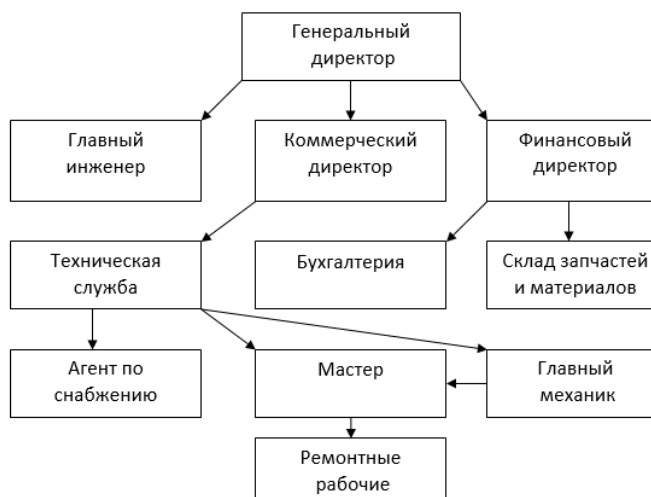 Генеральный
директор
Главный
инженер
Коммерческий
директор
Финансовый
директор
Техническая
служба
Бухгалтерия
Склад запчастей
и материалов
Агент по
снабжению
Мастер
Главный
механик
Ремонтные
рабочие